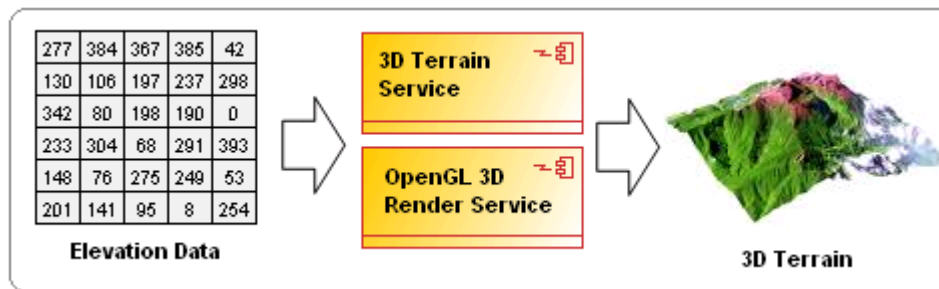 277 384 367 385 42
130 106 197 237 298
342 80 198 190 0
233 304 68 291 393
148 76 275 249 53
201 141 95 8 254
Elevation Data
3D Terrain
Service
OpenGL 3D
Render Service
3D Terrain